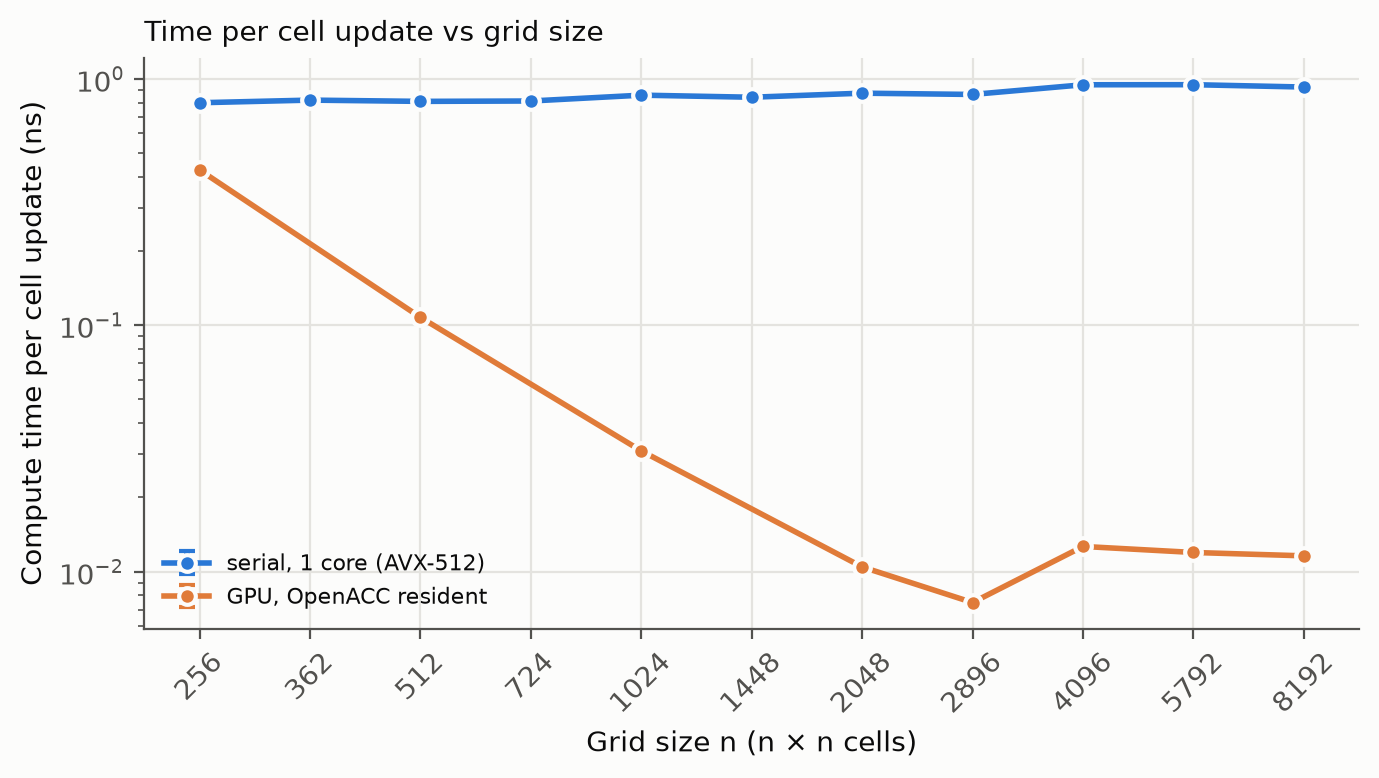 Time per cell update vs grid size
Compute time per cell update (ns)
10⁰
10⁻¹
10⁻²
serial, 1 core (AVX-512)
GPU, OpenACC resident
256 362 512 724 1024 1448 2048 2896 4096 5792 8192
Grid size n (n × n cells)